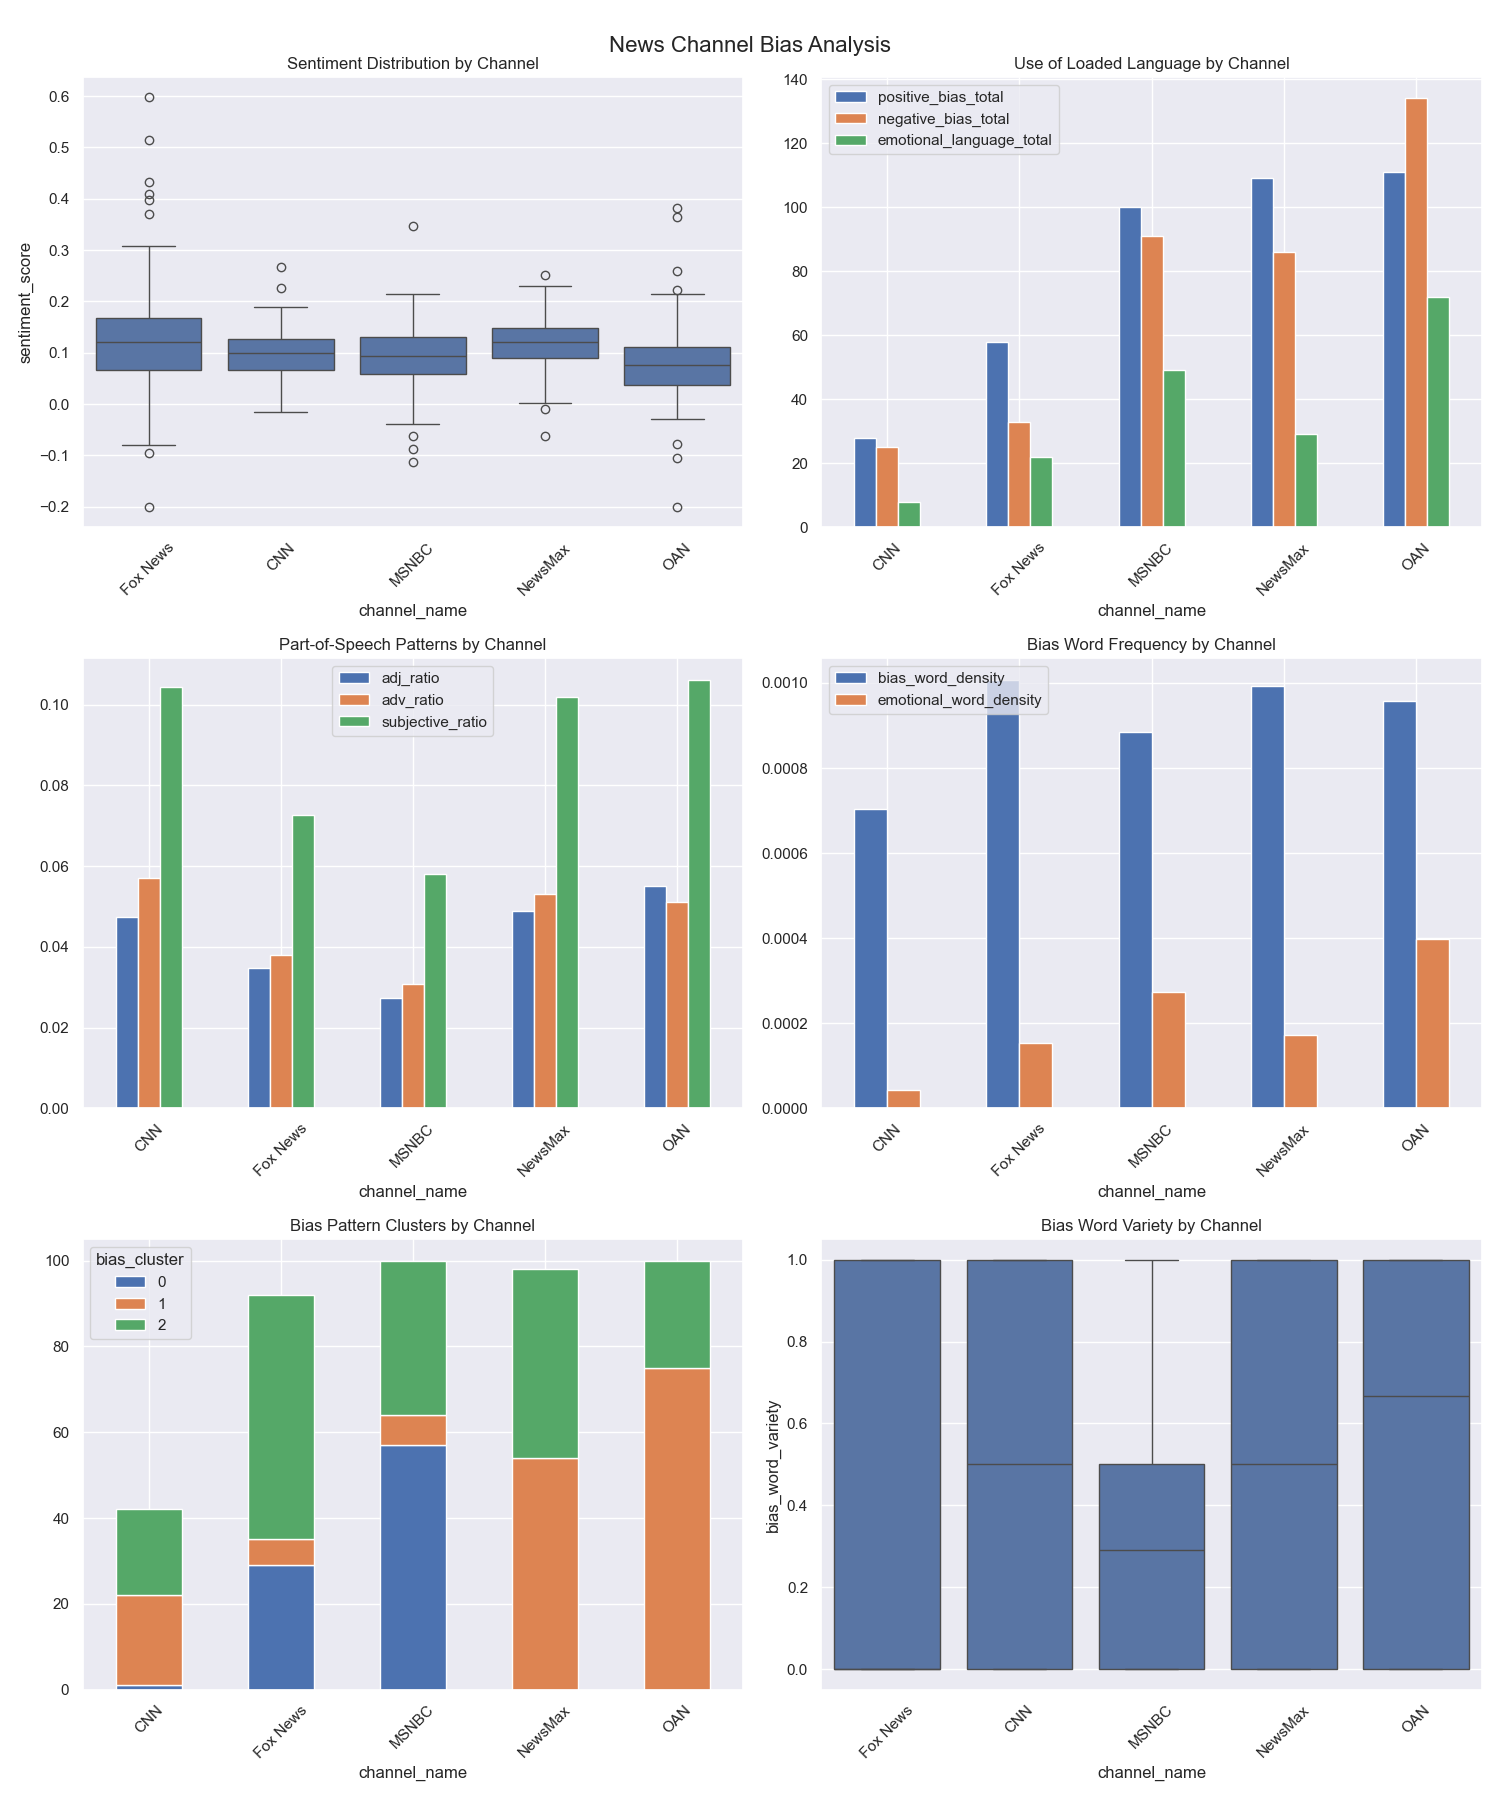 News Channel Bias Analysis
Sentiment Distribution by Channel
sentiment_score
0.6
0.5
0.4
0.3
0.2
0.1
0.0
−0.1
−0.2
Fox News
CNN
MSNBC
NewsMax
OAN
channel_name
Use of Loaded Language by Channel
positive_bias_total
negative_bias_total
emotional_language_total
140
120
100
80
60
40
20
0
CNN
Fox News
MSNBC
NewsMax
OAN
channel_name
Part-of-Speech Patterns by Channel
adj_ratio
adv_ratio
subjective_ratio
0.10
0.08
0.06
0.04
0.02
0.00
CNN
Fox News
MSNBC
NewsMax
OAN
channel_name
Bias Word Frequency by Channel
bias_word_density
emotional_word_density
0.0010
0.0008
0.0006
0.0004
0.0002
0.0000
CNN
Fox News
MSNBC
NewsMax
OAN
channel_name
Bias Pattern Clusters by Channel
bias_cluster
0
1
2
100
80
60
40
20
0
CNN
Fox News
MSNBC
NewsMax
OAN
channel_name
Bias Word Variety by Channel
bias_word_variety
1.0
0.8
0.6
0.4
0.2
0.0
Fox News
CNN
MSNBC
NewsMax
OAN
channel_name